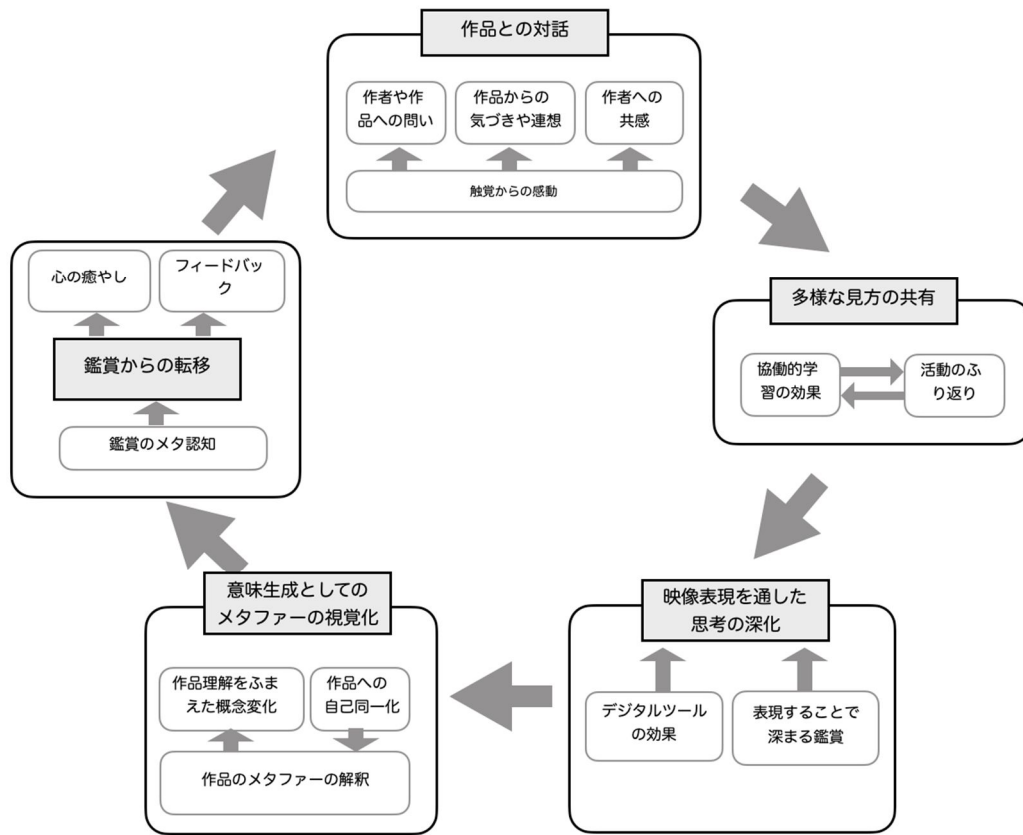 作品との対話
作者や作
品への問い
作品からの
気づきや連想
作者への
共感
触覚からの感動
多様な見方の共有
協働的学
習の効果
活動のふ
り返り
映像表現を通した
思考の深化
デジタルツール
の効果
表現することで
深まる鑑賞
意味生成としての
メタファーの視覚化
作品理解をふま
えた概念変化
作品への
自己同一化
作品のメタファーの解釈
心の癒やし
フィードバッ
ク
鑑賞からの転移
鑑賞のメタ認知